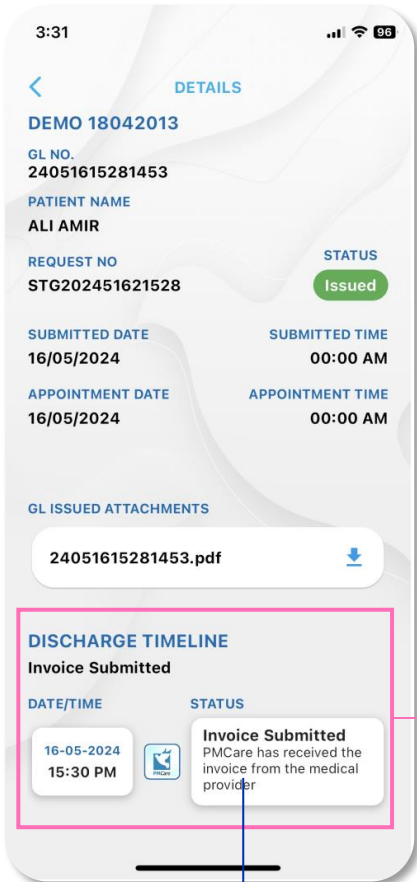 3:31
96
DETAILS
DEMO 18042013
GL NO.
24051615281453
PATIENT NAME
ALI AMIR
REQUEST NO
STATUS
STG202451621528
Issued
SUBMITTED DATE
SUBMITTED TIME
16/05/2024
00:00 AM
APPOINTMENT DATE
APPOINTMENT TIME
16/05/2024
00:00 AM
GL ISSUED ATTACHMENTS
24051615281453.pdf
DISCHARGE TIMELINE
Invoice Submitted
DATE/TIME
STATUS
16-05-2024
15:30 PM
PMCare
Invoice Submitted
PMCare has received the
invoice from the medical
provider